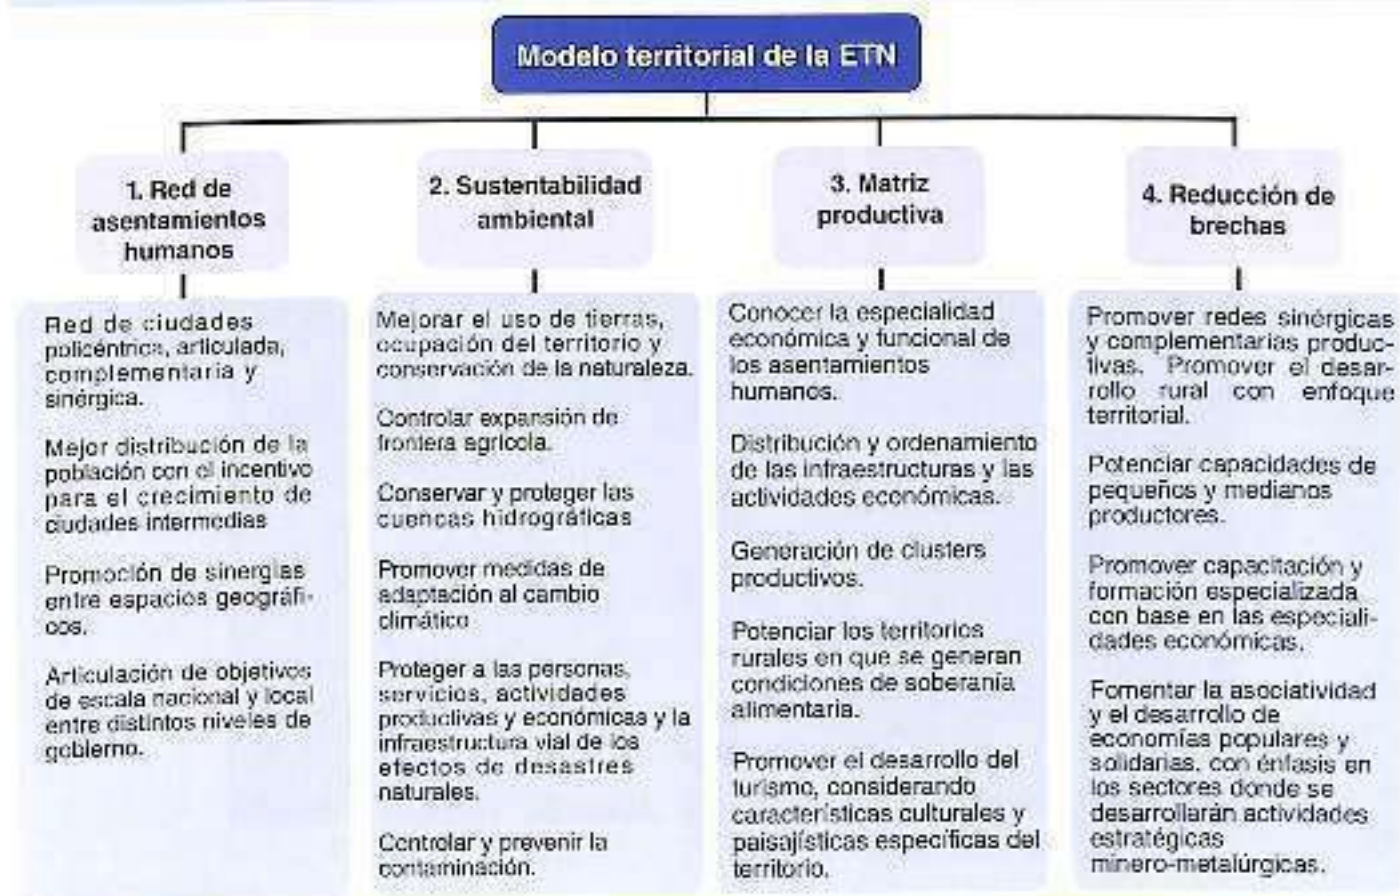 Modelo territorial de la ETN
1. Red de
asentamientos
humanos
Red de ciudades
policéntrica, articulada,
complementaria y
sinérgica.
Mejor distribución de la
población con el incentivo
para el crecimiento de
ciudades intermedias
Promoción de sinergias
entre espacios geográfi-
cos.
Articulación de objetivos
de escala nacional y local
entre distintos niveles de
gobierno.
2. Sustentabilidad
ambiental
Mejorar el uso de tierras,
ocupación del territorio y
conservación de la naturaleza.
Controlar expansión de
frontera agrícola.
Conservar y proteger las
cuencas hidrográficas
Promover medidas de
adaptación al cambio
climático
Proteger a las personas,
servicios, actividades
productivas y económicas y la
infraestructura vial de los
efectos de desastres
naturales.
Controlar y prevenir la
contaminación.
3. Matriz
productiva
Conocer la especialidad
económica y funcional de
los asentamientos
humanos.
Distribución y ordenamiento
de las infraestructuras y las
actividades económicas.
Generación de clusters
productivos.
Potenciar los territorios
rurales en que se generan
condiciones de soberanía
alimentaria.
Promover el desarrollo del
turismo, considerando
características culturales y
paisajísticas específicas del
territorio.
4. Reducción de
brechas
Promover redes sinérgicas
y complementarias produc-
tivas. Promover el desar-
rollo rural con enfoque
territorial.
Potenciar capacidades de
pequeños y medianos
productores.
Promover capacitación y
formación especializada
con base en las especiali-
dades económicas.
Fomentar la asociatividad
y el desarrollo de
economías populares y
solidarias, con énfasis en
los sectores donde se
desarrollarán actividades
estratégicas
minero-metalúrgicas.